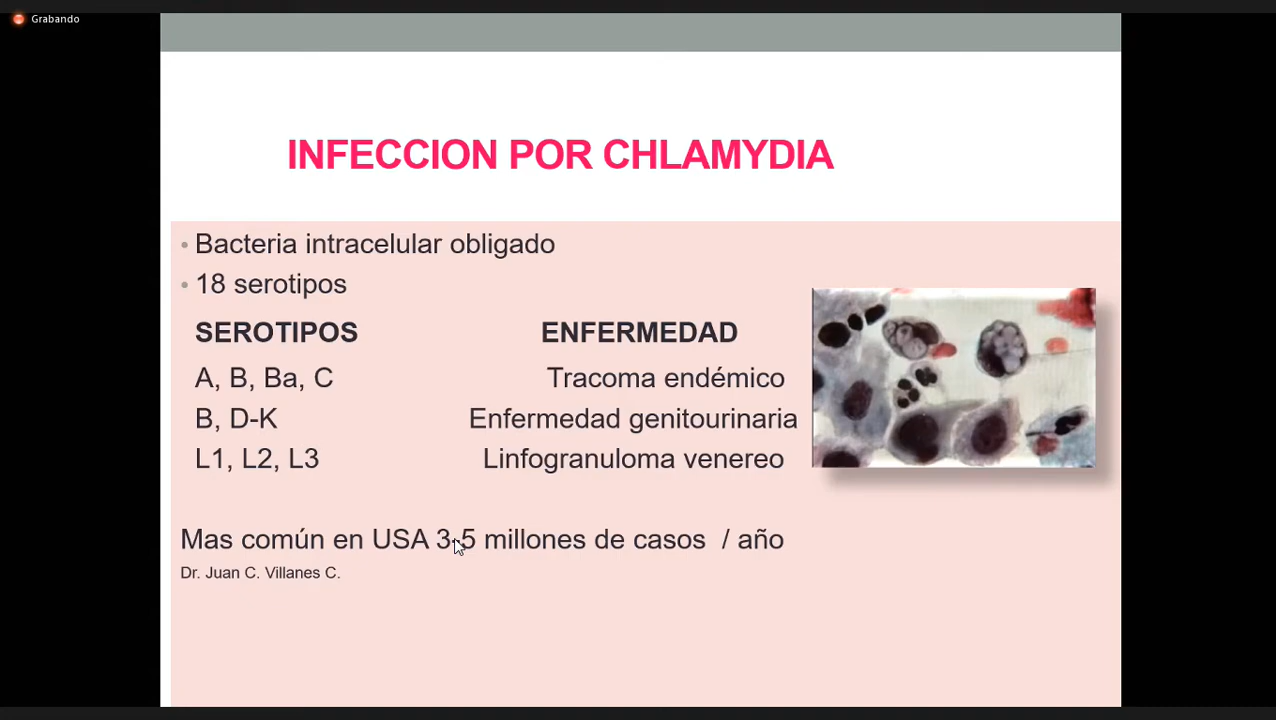 Grabando
INFECCION POR CHLAMYDIA
• Bacteria intracelular obligado
• 18 serotipos
SEROTIPOS ENFERMEDAD
A, B, Ba, C Tracoma endémico
B, D-K Enfermedad genitourinaria
L1, L2, L3 Linfogranuloma venereo
Mas común en USA 3-5 millones de casos / año
Dr. Juan C. Villanes C.